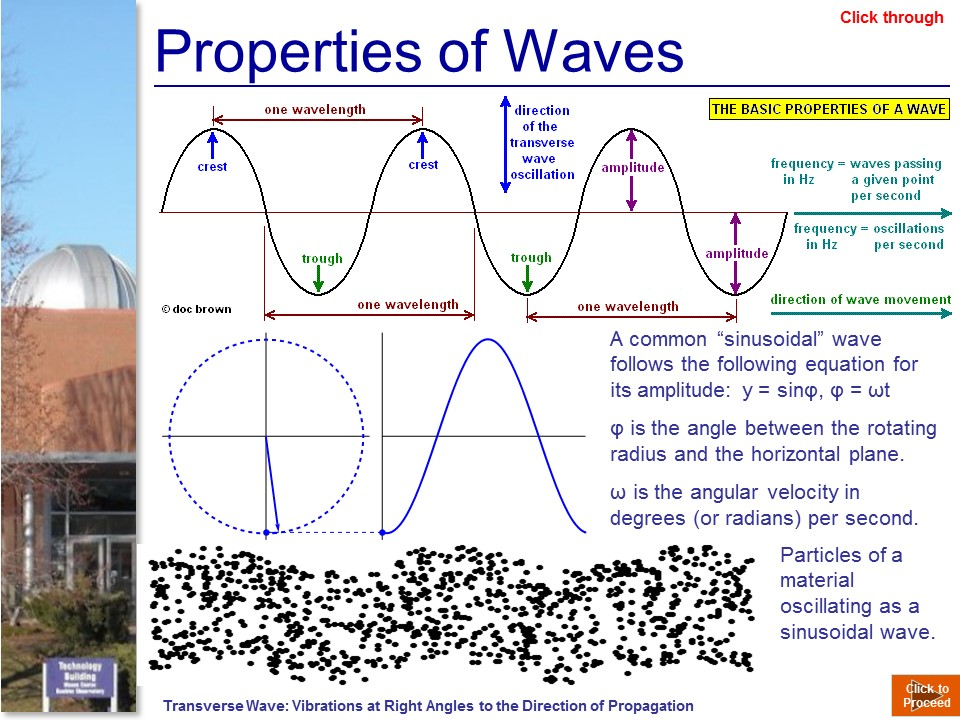 Click through
Properties of Waves
THE BASIC PROPERTIES OF A WAVE
one wavelength
direction
of the
transverse
wave
oscillation
crest
crest
amplitude
frequency = waves passing
in Hz a given point
per second
frequency = oscillations
in Hz per second
trough
trough
amplitude
one wavelength
one wavelength
direction of wave movement
© doc brown
A common “sinusoidal” wave
follows the following equation for
its amplitude: y = sinφ, φ = ωt
φ is the angle between the rotating
radius and the horizontal plane.
ω is the angular velocity in
degrees (or radians) per second.
Particles of a
material
oscillating as a
sinusoidal wave.
Technology
Building
Transverse Wave: Vibrations at Right Angles to the Direction of Propagation
Click to
Proceed